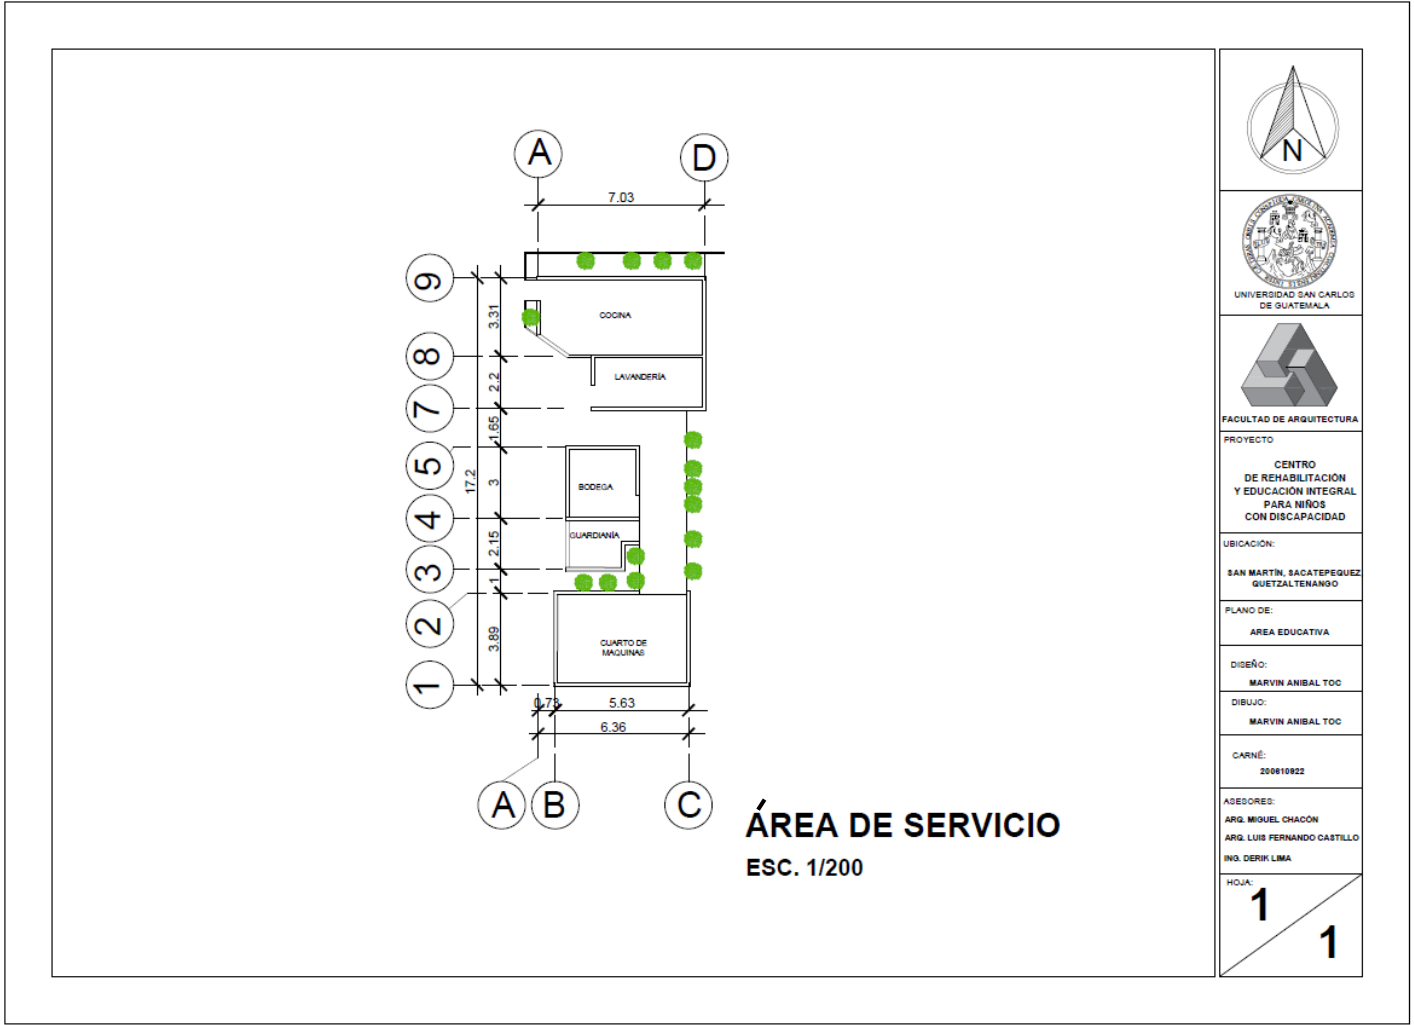 A
D
7.03
9
3.31
COCINA
8
2.2
LAVANDERÍA
7
1.65
5
17.2
3
BODEGA
4
2.15
GUARDIANÍA
3
1
2
3.89
CUARTO DE
MAQUINAS
1
0.73
5.63
6.36
A
B
C
ÁREA DE SERVICIO
ESC. 1/200
N
UNIVERSIDAD SAN CARLOS
DE GUATEMALA
FACULTAD DE ARQUITECTURA
PROYECTO
CENTRO
DE REHABILITACIÓN
Y EDUCACIÓN INTEGRAL
PARA NIÑOS
CON DISCAPACIDAD
UBICACIÓN:
SAN MARTÍN, SACATEPEQUEZ
QUETZALTENANGO
PLANO DE:
AREA EDUCATIVA
DISEÑO:
MARVIN ANIBAL TOC
DIBUJO:
MARVIN ANIBAL TOC
CARNÉ:
200610922
ASESORES:
ARQ. MIGUEL CHACÓN
ARQ. LUIS FERNANDO CASTILLO
ING. DERIK LIMA
HOJA:
1
1